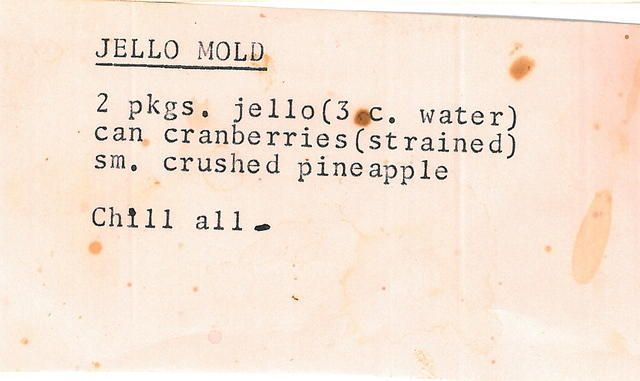 JELLO MOLD
2 pkgs. jello(3 c. water)
can cranberries(strained)
sm. crushed pineapple
Chill all.